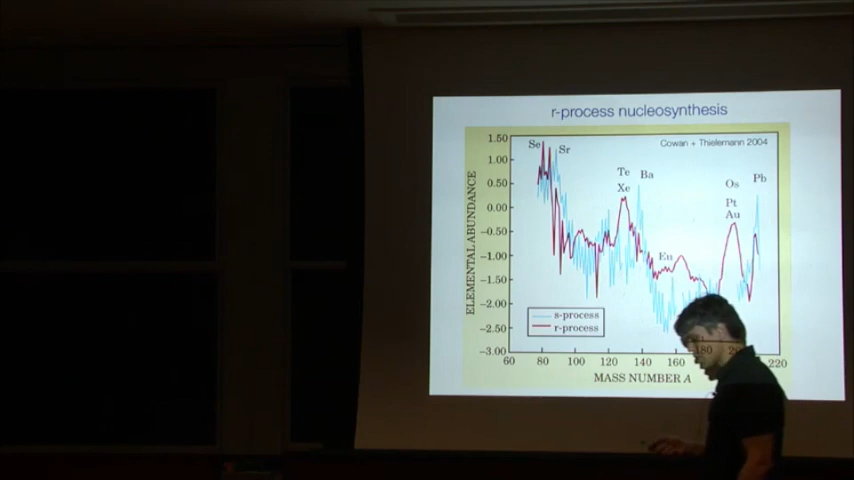 r-process nucleosynthesis
Cowan + Thielemann 2004
1.50
1.00
0.50
0.00
−0.50
−1.00
−1.50
−2.00
−2.50
−3.00
ELEMENTAL ABUNDANCE
Se
Sr
Te
Xe
Ba
Eu
Os
Pt
Au
Pb
s-process
r-process
60
80
100
120
140
160
180
220
MASS NUMBER A